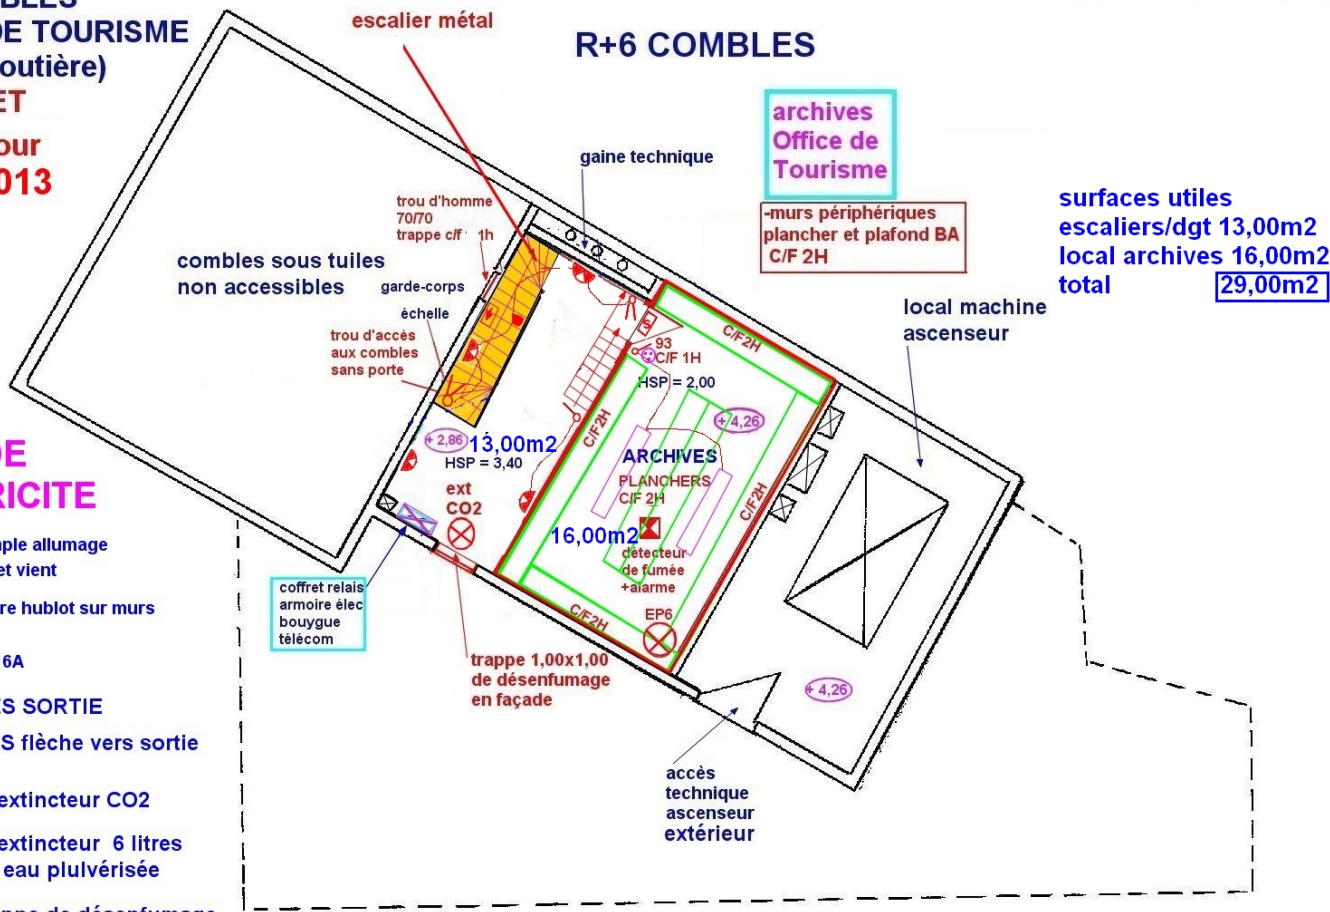 DE TOURISME
outière)
ET
our
013
escalier métal
R+6 COMBLES
archives
Office de
Tourisme
gaine technique
-murs périphériques
plancher et plafond BA
C/F 2H
surfaces utiles
escaliers/dgt 13,00m2
local archives 16,00m2
total 29,00m2
trou d'homme
70/70
trappe c/f 1h
combles sous tuiles
non accessibles
garde-corps
échelle
trou d'accès
aux combles
sans porte
local machine
ascenseur
S
93
C/F 1H
C/F2H
HSP = 2,00
+ 4,26
C/F2H
+ 2,86
13,00m2
HSP = 3,40
ARCHIVES
PLANCHERS
C/F 2H
C/F2H
ext
CO2
16,00m2
détecteur
de fumée
+alarme
EP6
C/F2H
coffret relais
armoire élec
bouygue
télécom
trappe 1,00x1,00
de désenfumage
en façade
+ 4,26
accès
technique
ascenseur
extérieur
DE
RICITE
ple allumage
et vient
re hublot sur murs
6A
S SORTIE
S flèche vers sortie
extincteur CO2
extincteur 6 litres
eau plulvérisée
de désenfumage